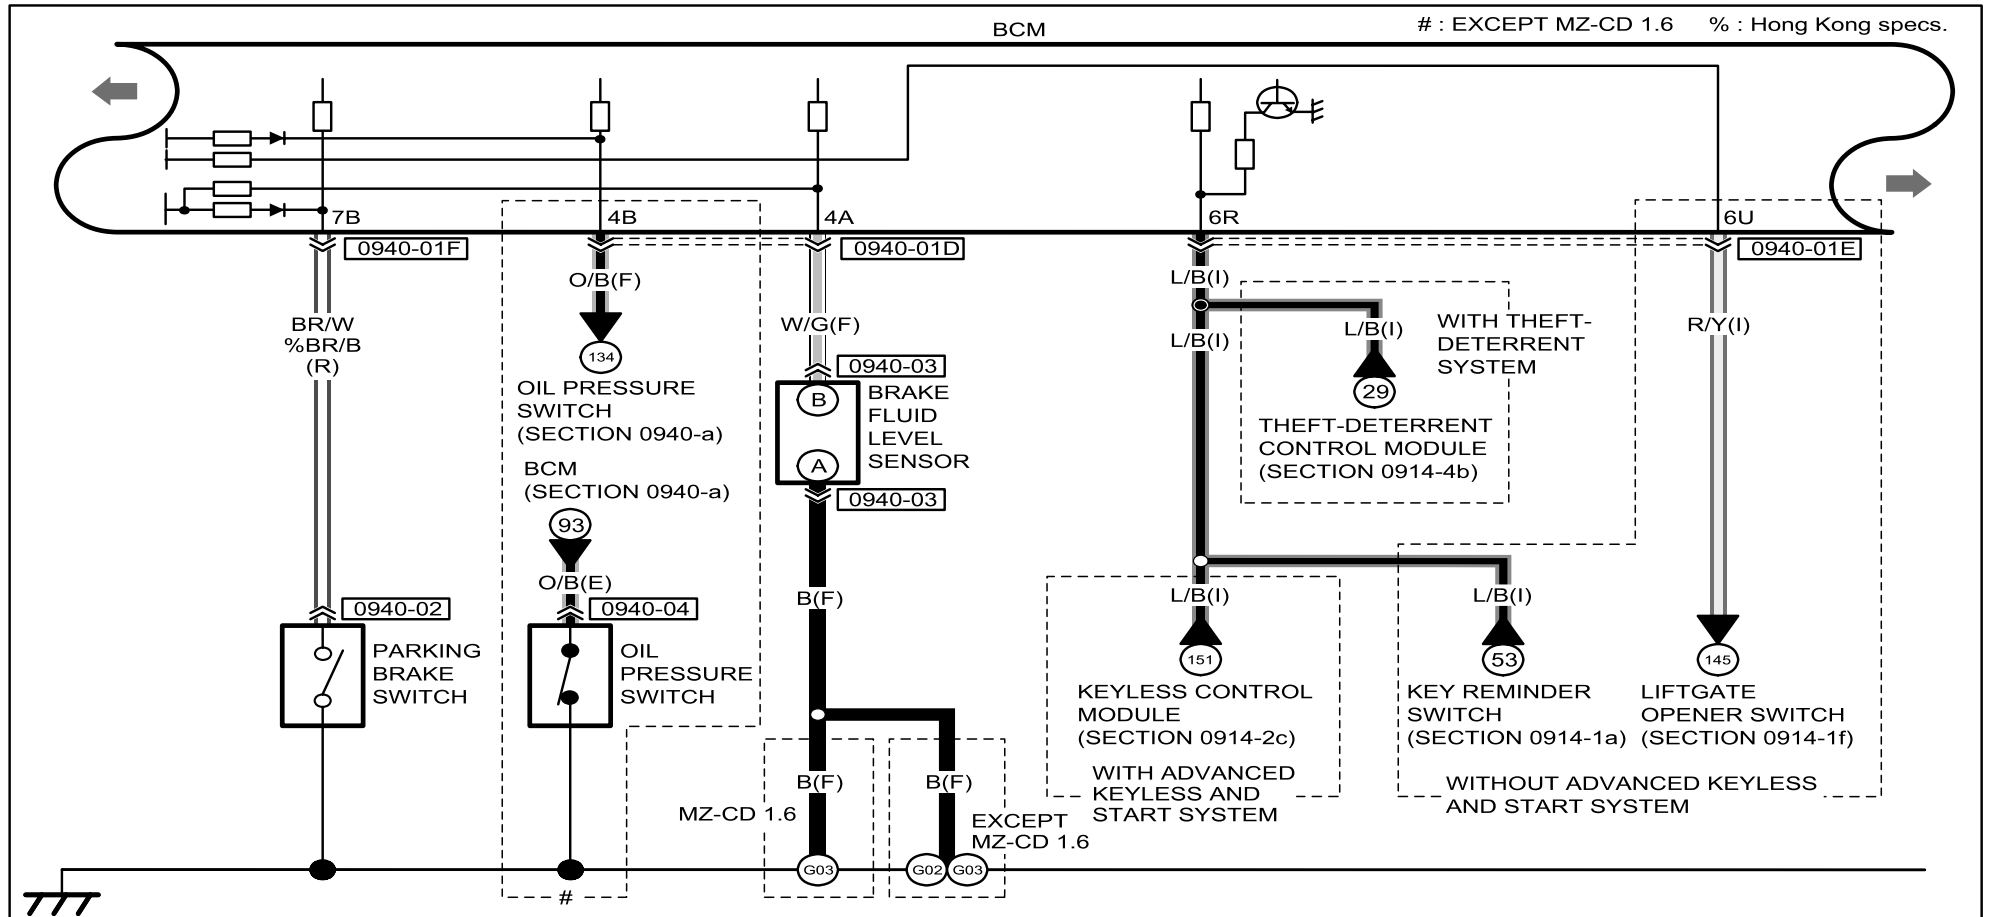 BCM
# : EXCEPT MZ-CD 1.6 % : Hong Kong specs.
7B
4B
4A
6R
6U
0940-01F
0940-01D
0940-01E
O/B(F)
L/B(I)
BR/W
%BR/B
(R)
W/G(F)
L/B(I)
L/B(I)
R/Y(I)
WITH THEFT-
DETERRENT
SYSTEM
134
OIL PRESSURE
SWITCH
(SECTION 0940-a)
0940-03
B
A
BRAKE
FLUID
LEVEL
SENSOR
0940-03
29
THEFT-DETERRENT
CONTROL MODULE
(SECTION 0914-4b)
BCM
(SECTION 0940-a)
93
O/B(E)
0940-02
0940-04
B(F)
L/B(I)
L/B(I)
PARKING
BRAKE
SWITCH
OIL
PRESSURE
SWITCH
151
KEYLESS CONTROL
MODULE
(SECTION 0914-2c)
53
KEY REMINDER
SWITCH
(SECTION 0914-1a)
145
LIFTGATE
OPENER SWITCH
(SECTION 0914-1f)
B(F)
B(F)
WITH ADVANCED
KEYLESS AND
START SYSTEM
WITHOUT ADVANCED KEYLESS
AND START SYSTEM
MZ-CD 1.6
EXCEPT
MZ-CD 1.6
G03
G02
G03
#